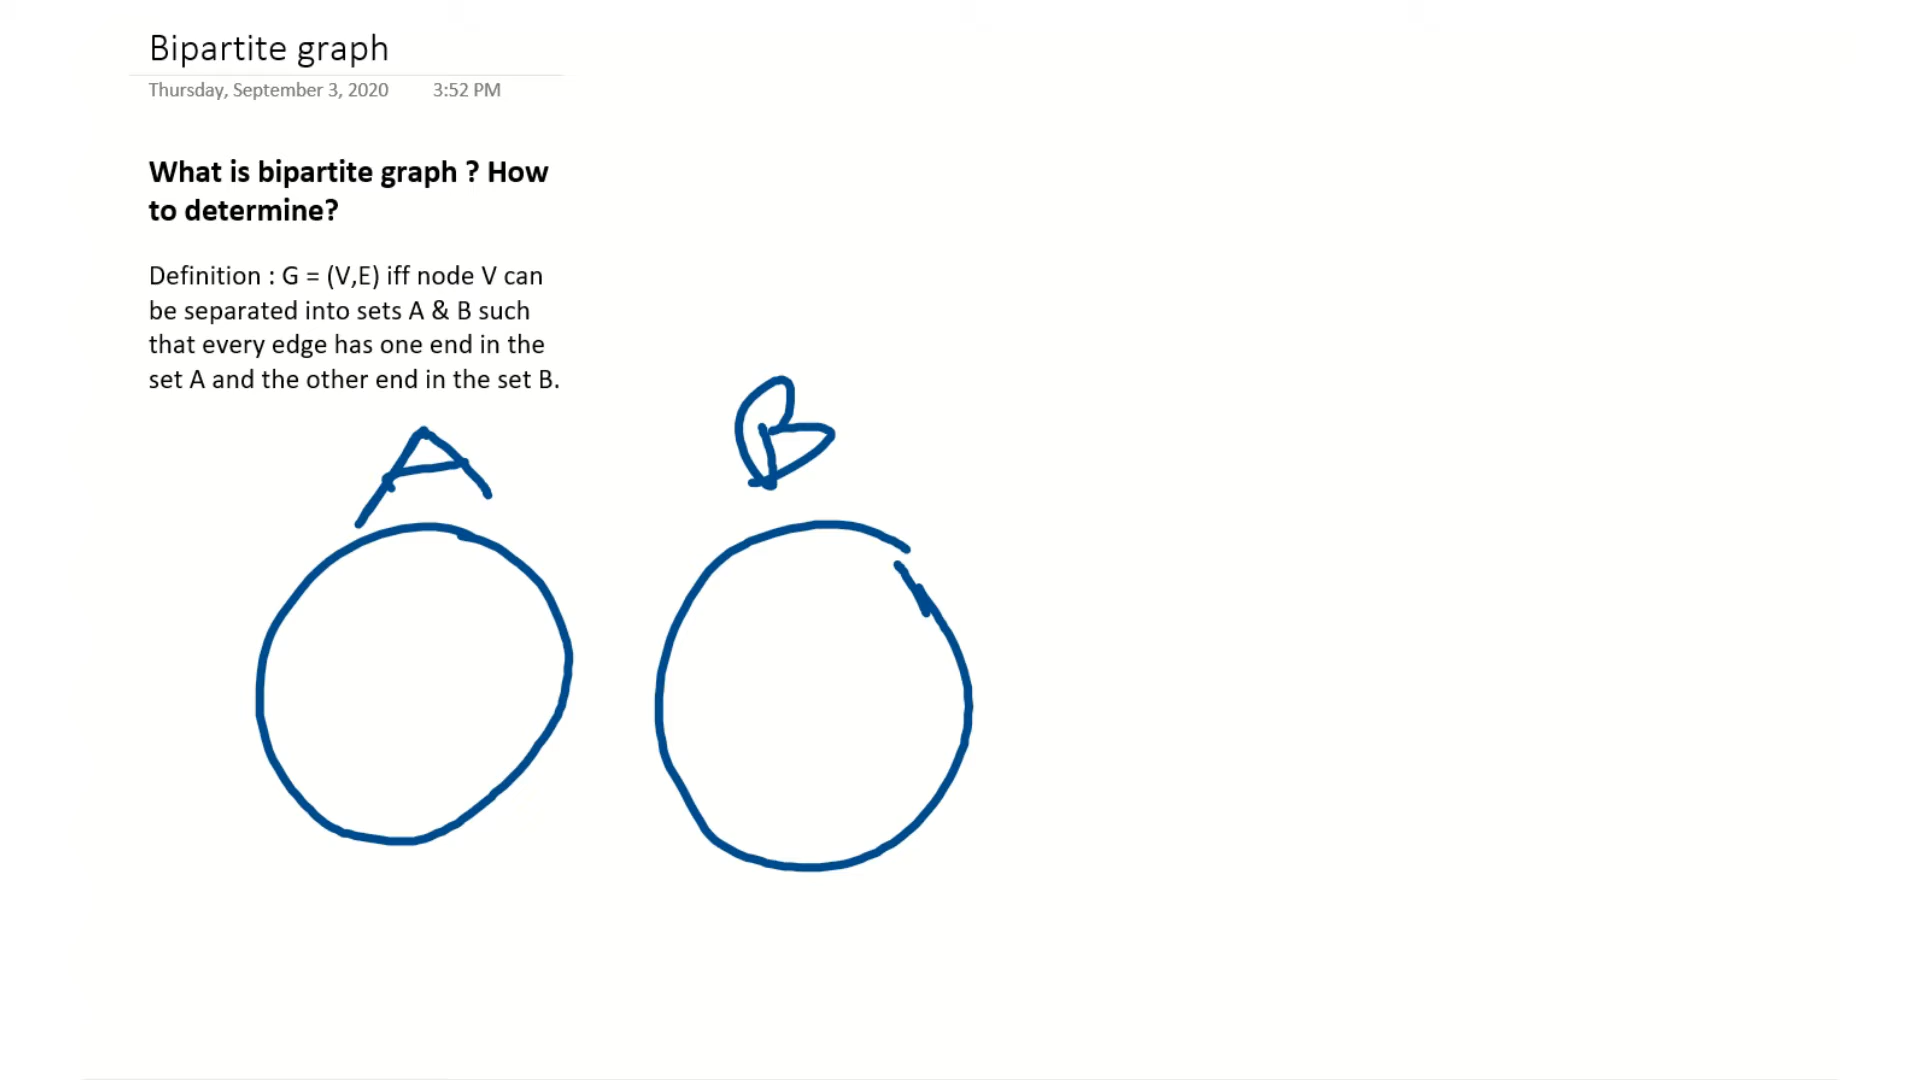 Bipartite graph
Thursday, September 3, 2020 3:52 PM
What is bipartite graph ? How
to determine?
Definition : G = (V,E) iff node V can
be separated into sets A & B such
that every edge has one end in the
set A and the other end in the set B.
A B